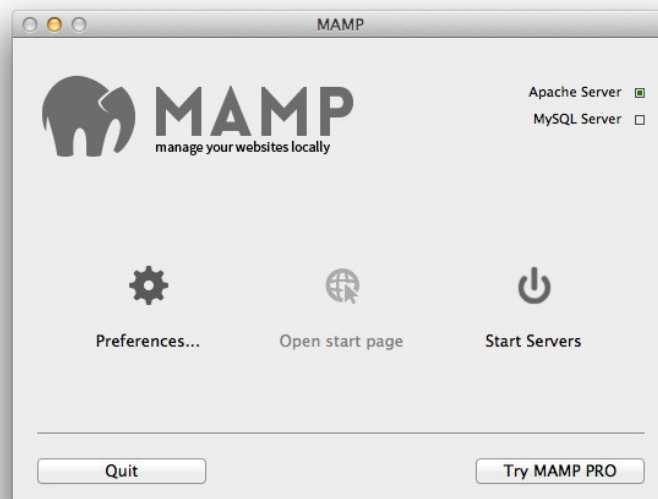 MAMP
MAMP
manage your websites locally
Apache Server
MySQL Server
Preferences...
Open start page
Start Servers
Quit
Try MAMP PRO